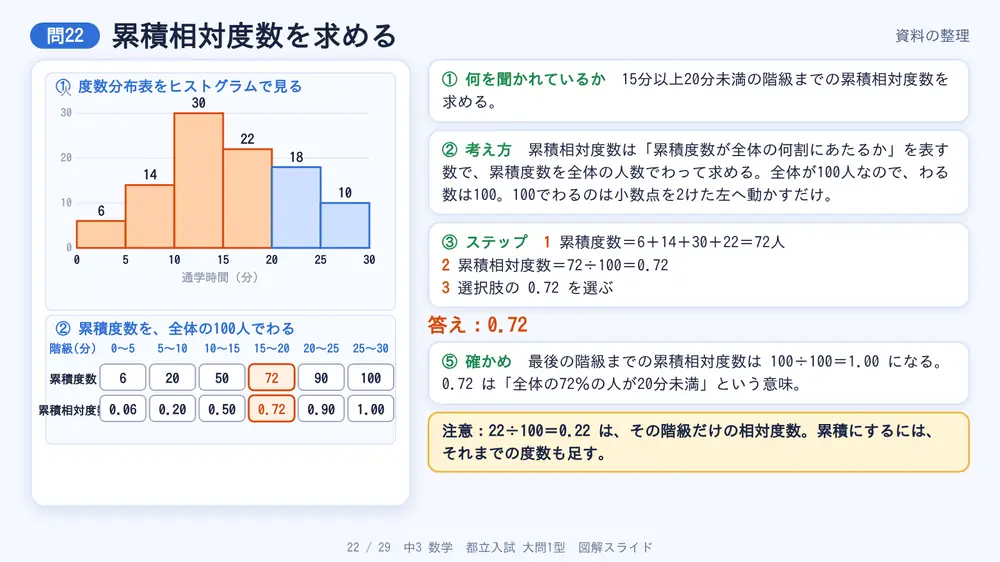 問22 累積相対度数を求める
資料の整理
① 度数分布表をヒストグラムで見る
30
20
10
0
6
14
30
22
18
10
0 5 10 15 20 25 30
通学時間（分）
② 累積度数を、全体の100人でわる
階級(分) 0〜5 5〜10 10〜15 15〜20 20〜25 25〜30
累積度数 6 20 50 72 90 100
累積相対度 0.06 0.20 0.50 0.72 0.90 1.00
① 何を聞かれているか 15分以上20分未満の階級までの累積相対度数を
求める。
② 考え方 累積相対度数は「累積度数が全体の何割にあたるか」を表す
数で、累積度数を全体の人数でわって求める。全体が100人なので、わる
数は100。100でわるのは小数点を2けた左へ動かすだけ。
③ ステップ 1 累積度数＝6＋14＋30＋22＝72人
2 累積相対度数＝72÷100＝0.72
3 選択肢の 0.72 を選ぶ
答え：0.72
⑤ 確かめ 最後の階級までの累積相対度数は 100÷100＝1.00 になる。
0.72 は「全体の72％の人が20分未満」という意味。
注意：22÷100＝0.22 は、その階級だけの相対度数。累積にするには、
それまでの度数も足す。
22 / 29 中3 数学 都立入試 大問1型 図解スライド